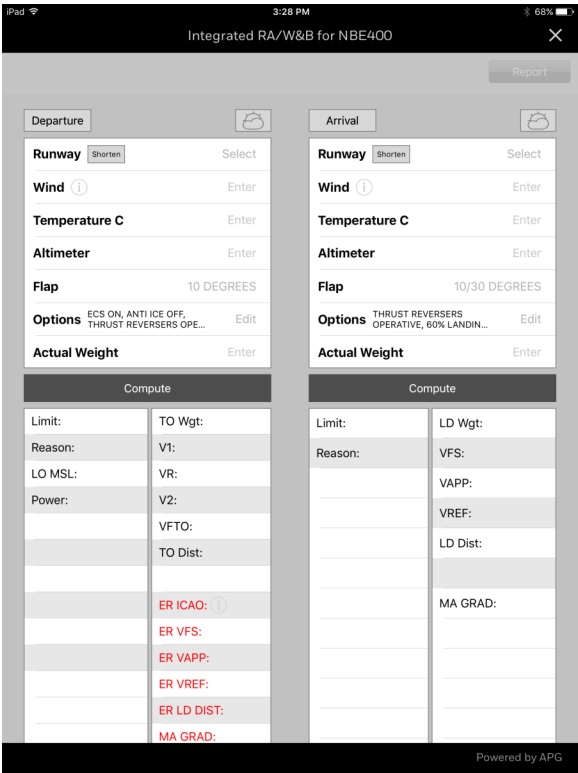 iPad
3:28 PM
68%
Integrated RA/W&B for NBE400
Report
Departure
Runway Shorten Select
Wind i Enter
Temperature C Enter
Altimeter Enter
Flap 10 DEGREES
Options ECS ON, ANTI ICE OFF,
THRUST REVERSERS OPE... Edit
Actual Weight Enter
Compute
Limit:
Reason:
LO MSL:
Power:
TO Wgt:
V1:
VR:
V2:
VFTO:
TO Dist:
ER ICAO: i
ER VFS:
ER VAPP:
ER VREF:
ER LD DIST:
MA GRAD:
Arrival
Runway Shorten Select
Wind i Enter
Temperature C Enter
Altimeter Enter
Flap 10/30 DEGREES
Options THRUST REVERSERS
OPERATIVE, 60% LANDIN... Edit
Actual Weight Enter
Compute
Limit:
Reason:
LD Wgt:
VFS:
VAPP:
VREF:
LD Dist:
MA GRAD:
Powered by APG